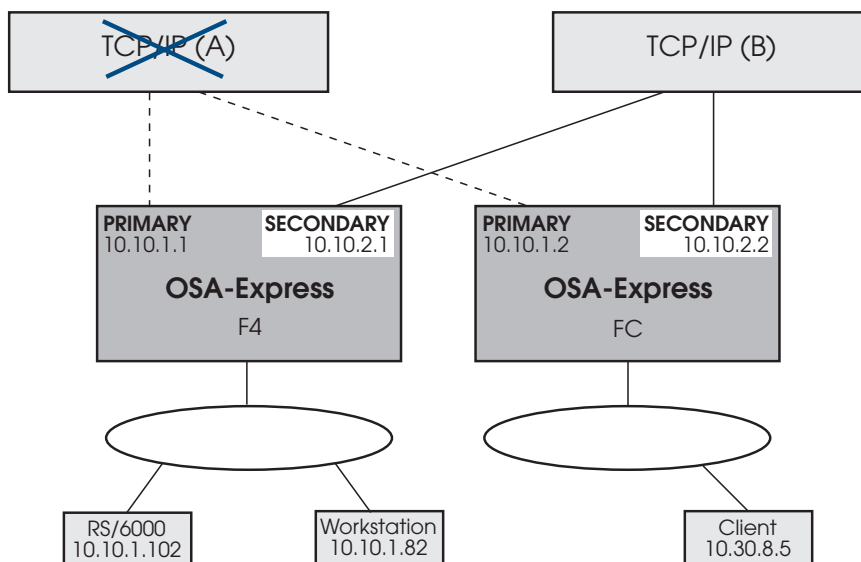 TCP/IP (A)
TCP/IP (B)
PRIMARY
10.10.1.1
SECONDARY
10.10.2.1
OSA-Express
F4
PRIMARY
10.10.1.2
SECONDARY
10.10.2.2
OSA-Express
FC
RS/6000
10.10.1.102
Workstation
10.10.1.82
Client
10.30.8.5